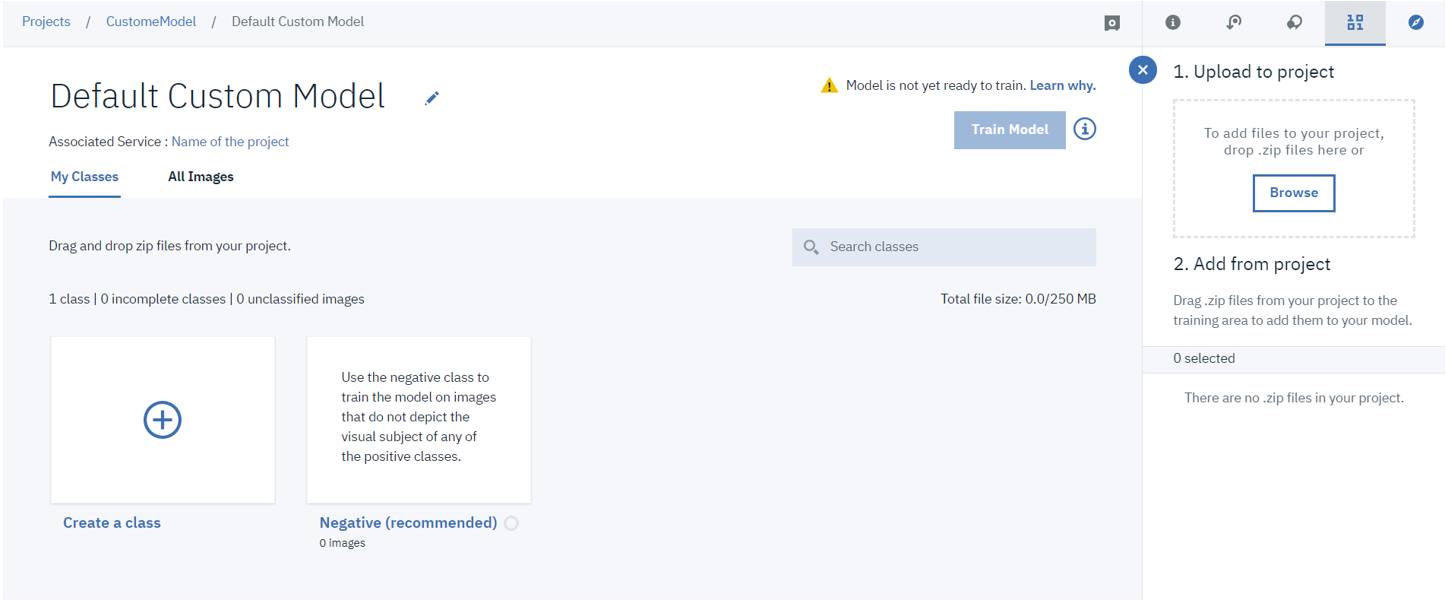 Projects / CustomeModel / Default Custom Model
Default Custom Model
Model is not yet ready to train. Learn why.
Train Model
Associated Service : Name of the project
My Classes
All Images
Drag and drop zip files from your project.
Search classes
1 class | 0 incomplete classes | 0 unclassified images
Total file size: 0.0/250 MB
Create a class
Use the negative class to
train the model on images
that do not depict the
visual subject of any of
the positive classes.
Negative (recommended)
0 images
1. Upload to project
To add files to your project,
drop .zip files here or
Browse
2. Add from project
Drag .zip files from your project to the
training area to add them to your model.
0 selected
There are no .zip files in your project.